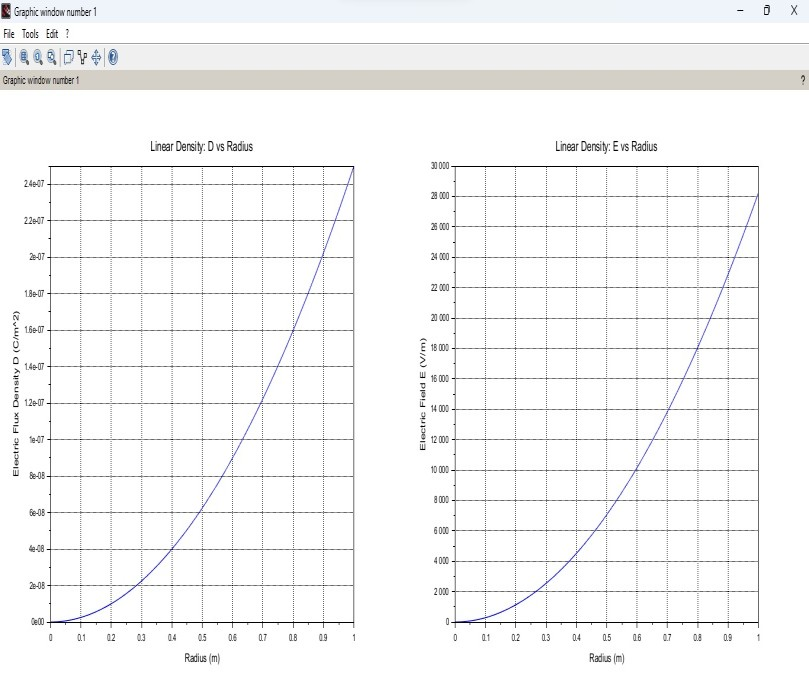 Graphic window number 1
File Tools Edit ?
Graphic window number 1 ?
Linear Density: D vs Radius
2.4e-07
2.2e-07
2e-07
1.8e-07
1.6e-07
1.4e-07
1.2e-07
1e-07
8e-08
6e-08
4e-08
2e-08
0e00
Electric Flux Density D (C/m^2)
0 0.1 0.2 0.3 0.4 0.5 0.6 0.7 0.8 0.9 1
Radius (m)
Linear Density: E vs Radius
30 000
28 000
26 000
24 000
22 000
20 000
18 000
16 000
14 000
12 000
10 000
8 000
6 000
4 000
2 000
0
Electric Field E (V/m)
0 0.1 0.2 0.3 0.4 0.5 0.6 0.7 0.8 0.9 1
Radius (m)